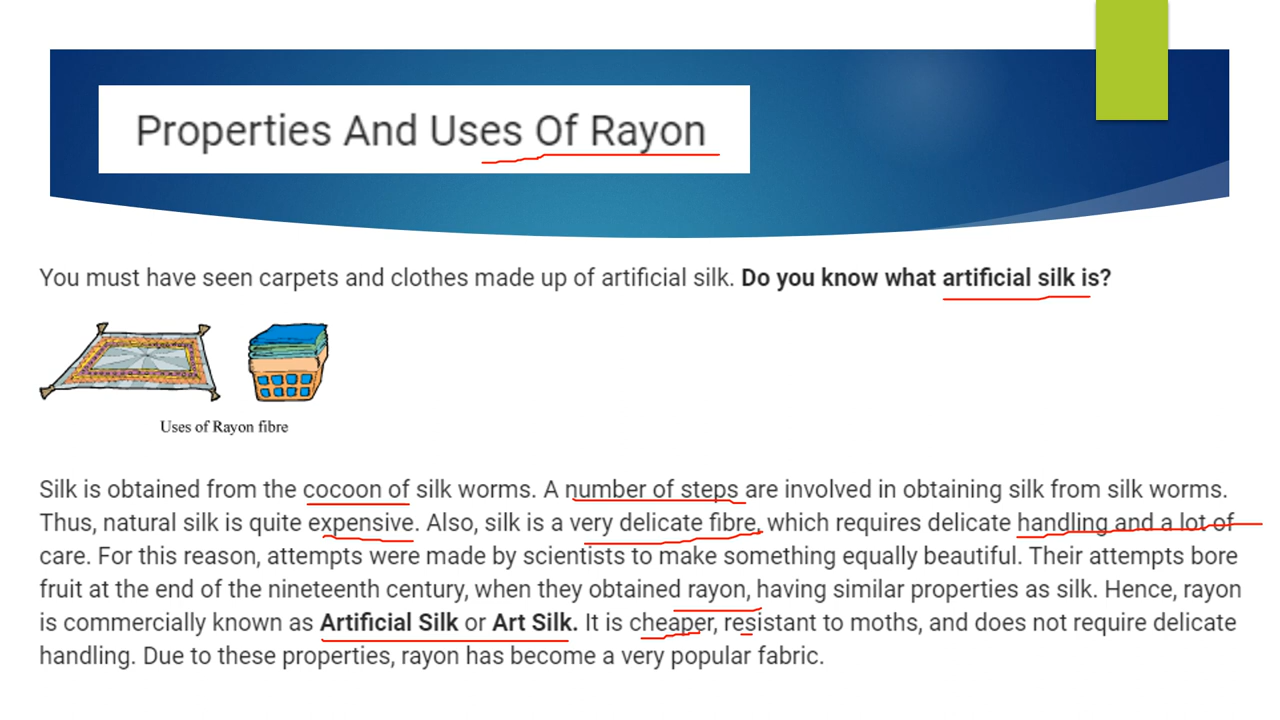 Properties And Uses Of Rayon
You must have seen carpets and clothes made up of artificial silk. Do you know what artificial silk is?
Uses of Rayon fibre
Silk is obtained from the cocoon of silk worms. A number of steps are involved in obtaining silk from silk worms.
Thus, natural silk is quite expensive. Also, silk is a very delicate fibre, which requires delicate handling and a lot of
care. For this reason, attempts were made by scientists to make something equally beautiful. Their attempts bore
fruit at the end of the nineteenth century, when they obtained rayon, having similar properties as silk. Hence, rayon
is commercially known as Artificial Silk or Art Silk. It is cheaper, resistant to moths, and does not require delicate
handling. Due to these properties, rayon has become a very popular fabric.